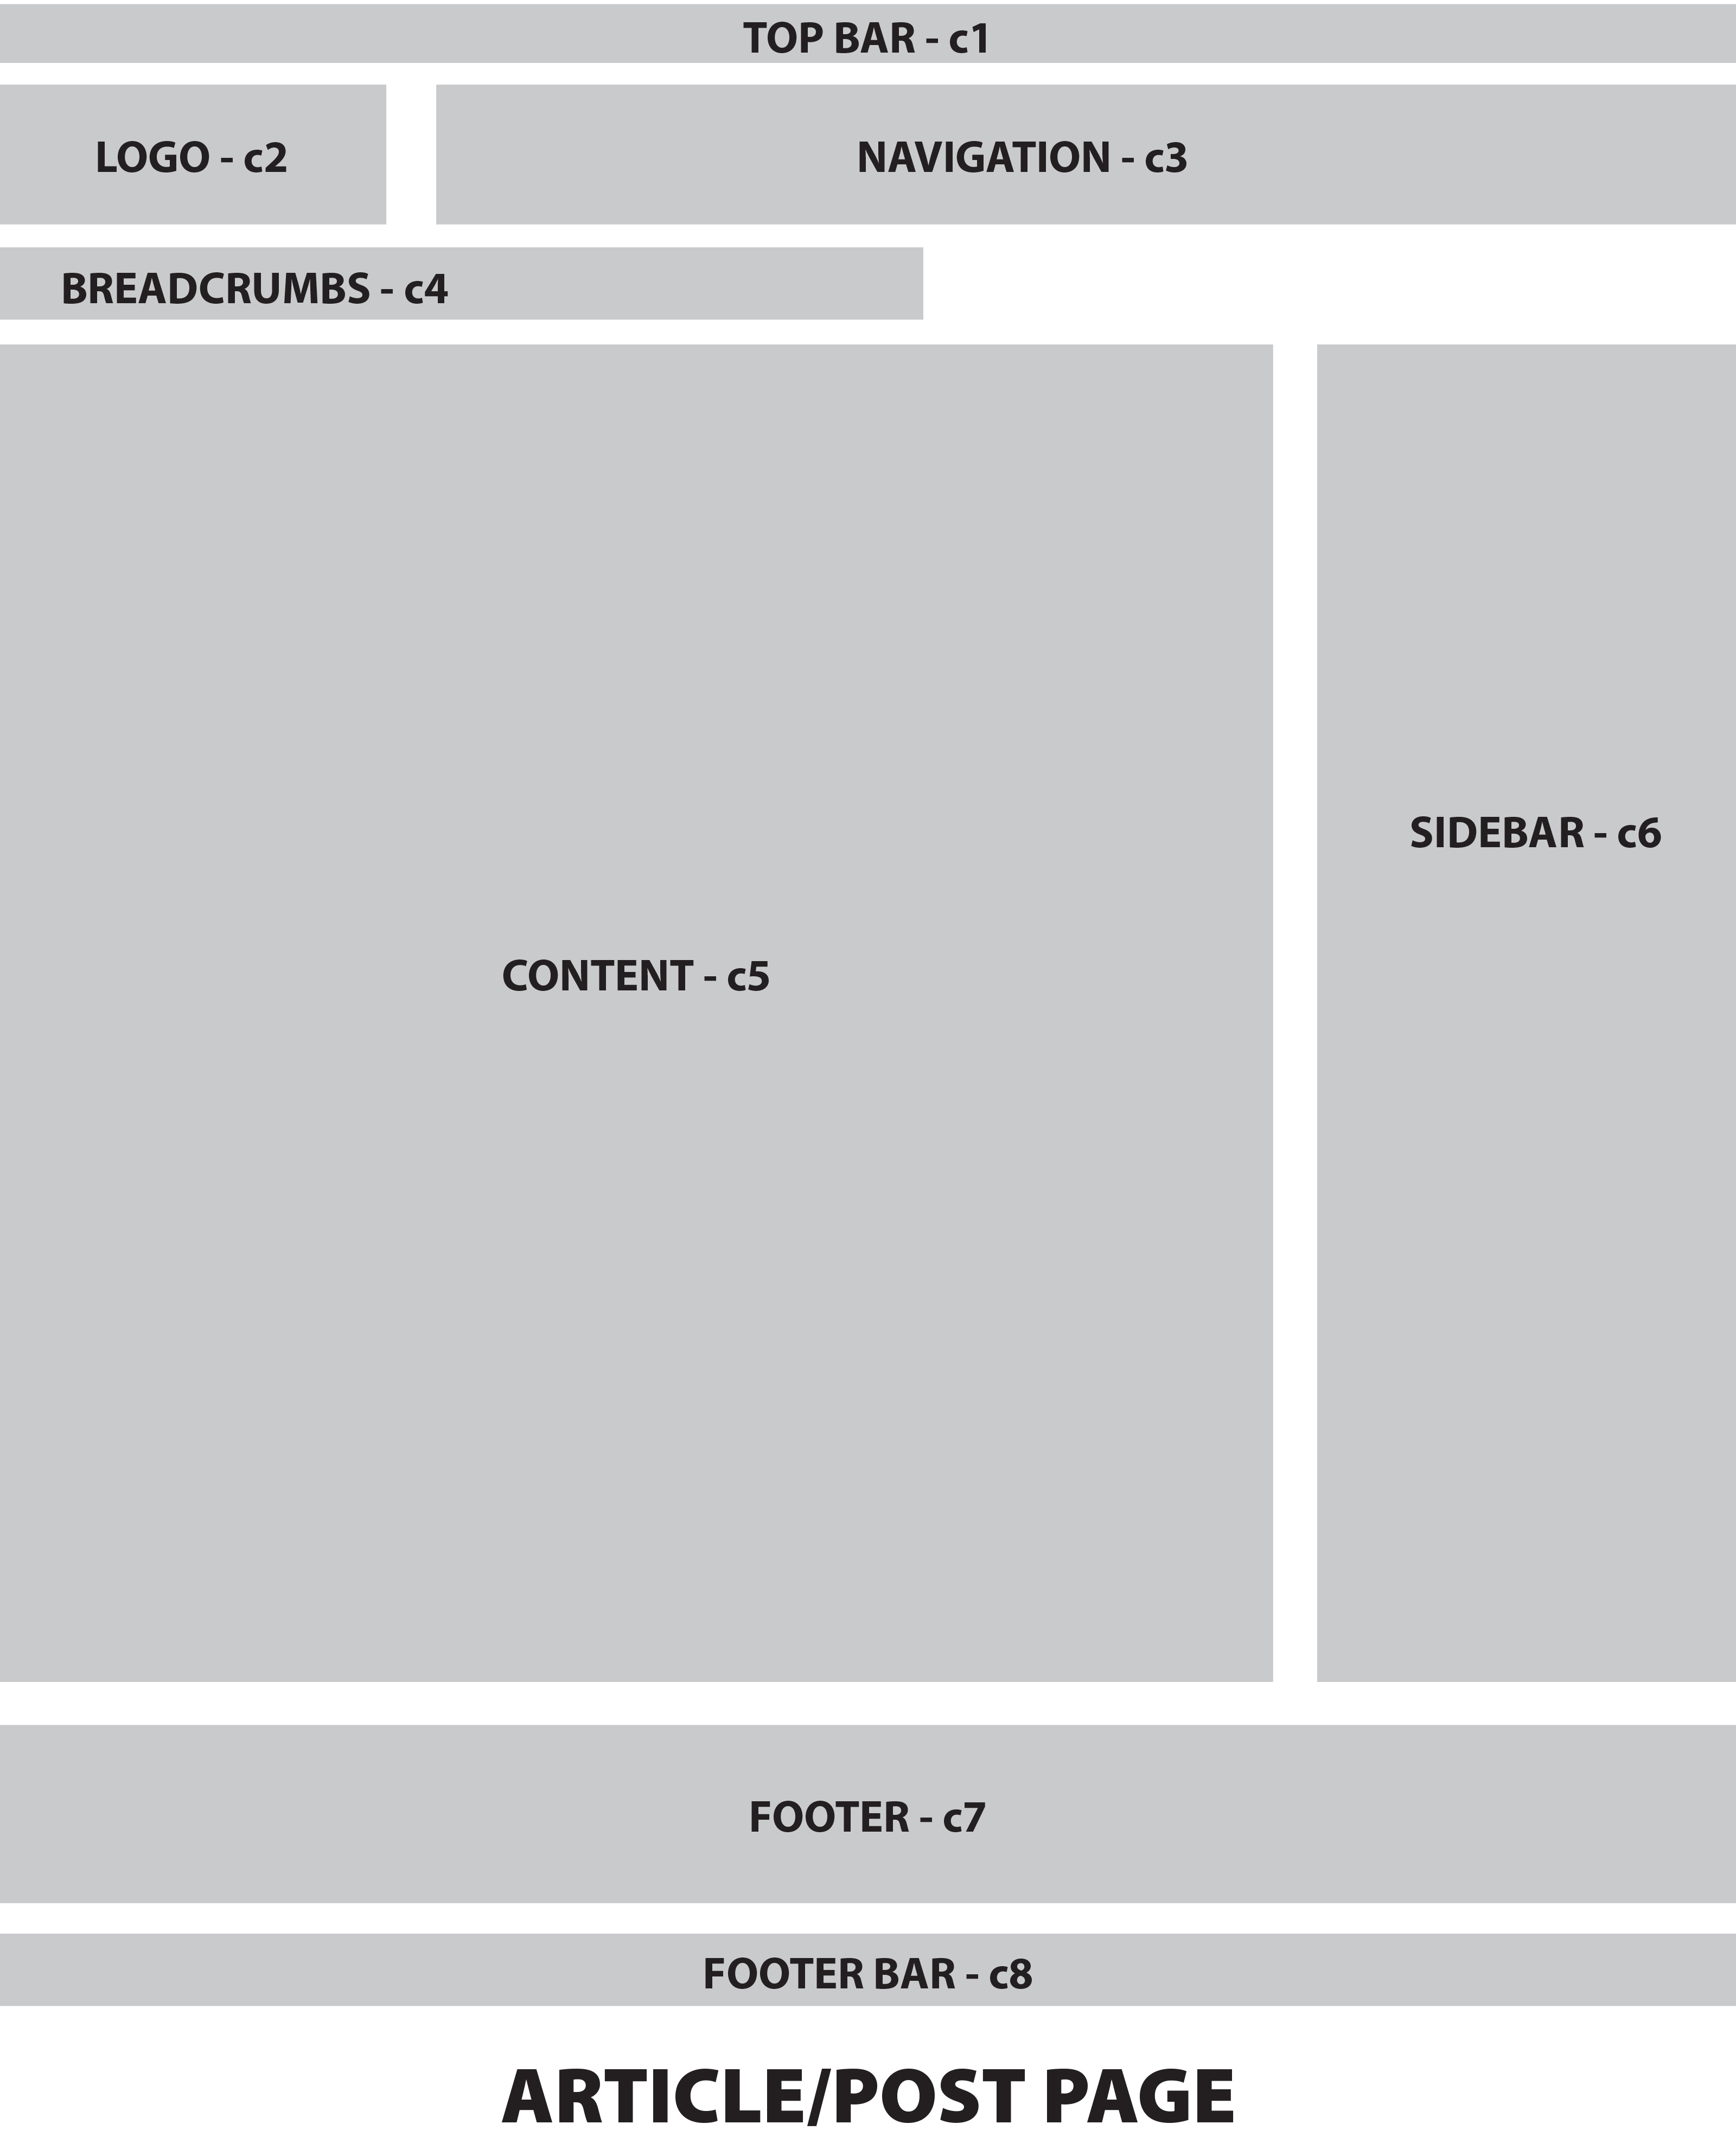 TOP BAR - c1
LOGO - c2
NAVIGATION - c3
BREADCRUMBS - c4
CONTENT - c5
SIDEBAR - c6
FOOTER - c7
FOOTER BAR - c8
ARTICLE/POST PAGE